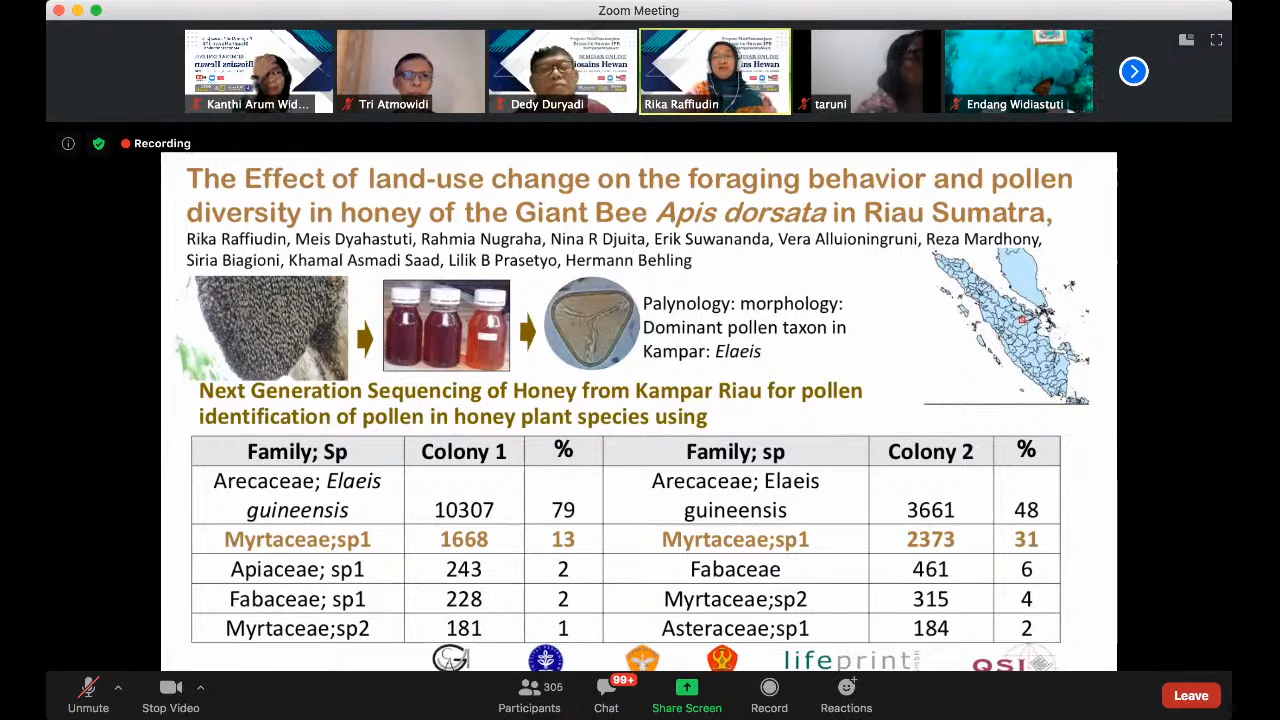 Zoom Meeting
Kanthi Arum Wid...
Tri Atmowidi
Dedy Duryadi
Rika Raffiudin
taruni
Endang Widiastuti
Recording
The Effect of land-use change on the foraging behavior and pollen
diversity in honey of the Giant Bee Apis dorsata in Riau Sumatra,
Rika Raffiudin, Meis Dyahastuti, Rahmia Nugraha, Nina R Djuita, Erik Suwananda, Vera Alluioningruni, Reza Mardhony,
Siria Biagioni, Khamal Asmadi Saad, Lilik B Prasetyo, Hermann Behling
Palynology: morphology:
Dominant pollen taxon in
Kampar: Elaeis
Next Generation Sequencing of Honey from Kampar Riau for pollen
identification of pollen in honey plant species using
Family; Sp Colony 1 % Family; sp Colony 2 %
Arecaceae; Elaeis guineensis 10307 79 Arecaceae; Elaeis guineensis 3661 48
Myrtaceae;sp1 1668 13 Myrtaceae;sp1 2373 31
Apiaceae; sp1 243 2 Fabaceae 461 6
Fabaceae; sp1 228 2 Myrtaceae;sp2 315 4
Myrtaceae;sp2 181 1 Asteraceae;sp1 184 2
lifeprint GmbH QSI
Unmute
Stop Video
305
Participants
99+
Chat
Share Screen
Record
Reactions
Leave